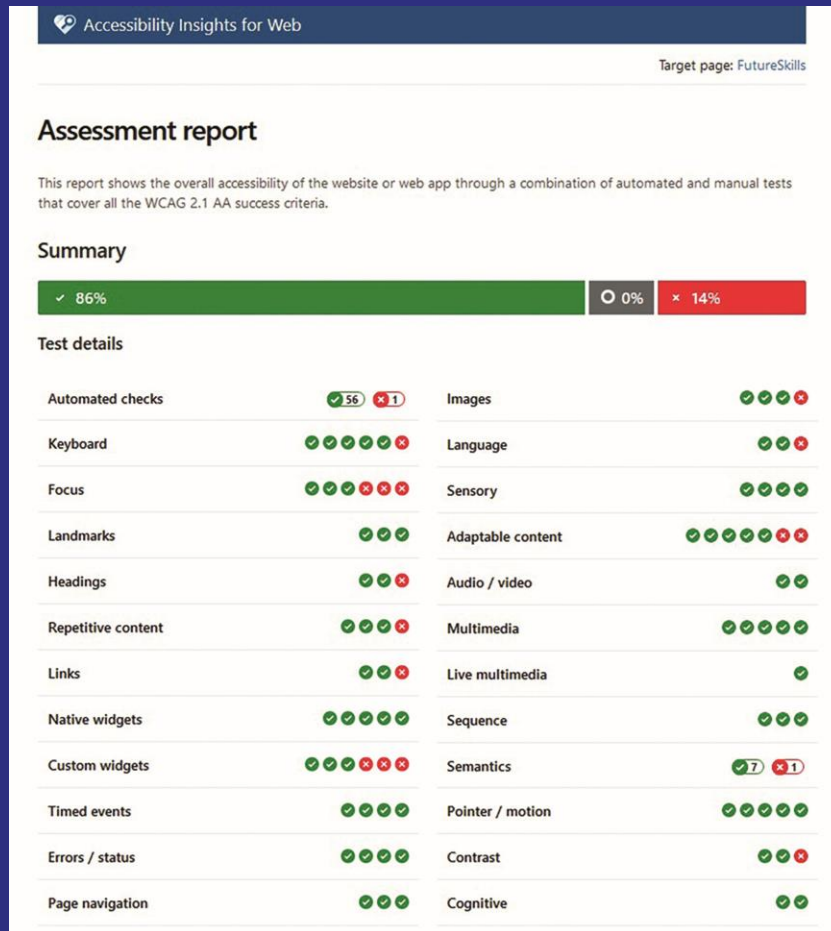 Accessibility Insights for Web
Target page: FutureSkills
Assessment report
This report shows the overall accessibility of the website or web app through a combination of automated and manual tests
that cover all the WCAG 2.1 AA success criteria.
Summary
86% 0% 14%
Test details
Automated checks 56 1
Keyboard
Focus
Landmarks
Headings
Repetitive content
Links
Native widgets
Custom widgets
Timed events
Errors / status
Page navigation
Images
Language
Sensory
Adaptable content
Audio / video
Multimedia
Live multimedia
Sequence
Semantics 7 1
Pointer / motion
Contrast
Cognitive